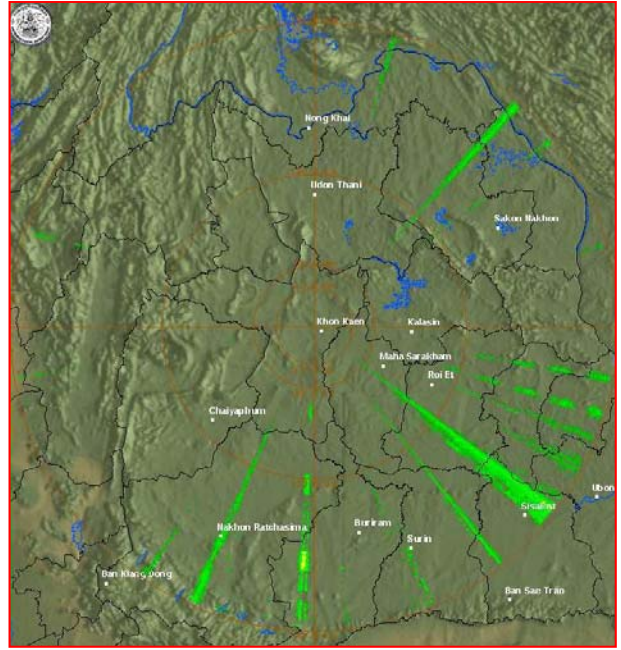 Nong Khai
Udon Thani
Sakon Nakhon
Khon Kaen
Kalasin
Maha Sarakham
Roi Et
Chaiyaphum
Ubon
Sisaket
Nakhon Ratchasima
Buriram
Surin
Ban Klang Dong
Ban Sae Tran